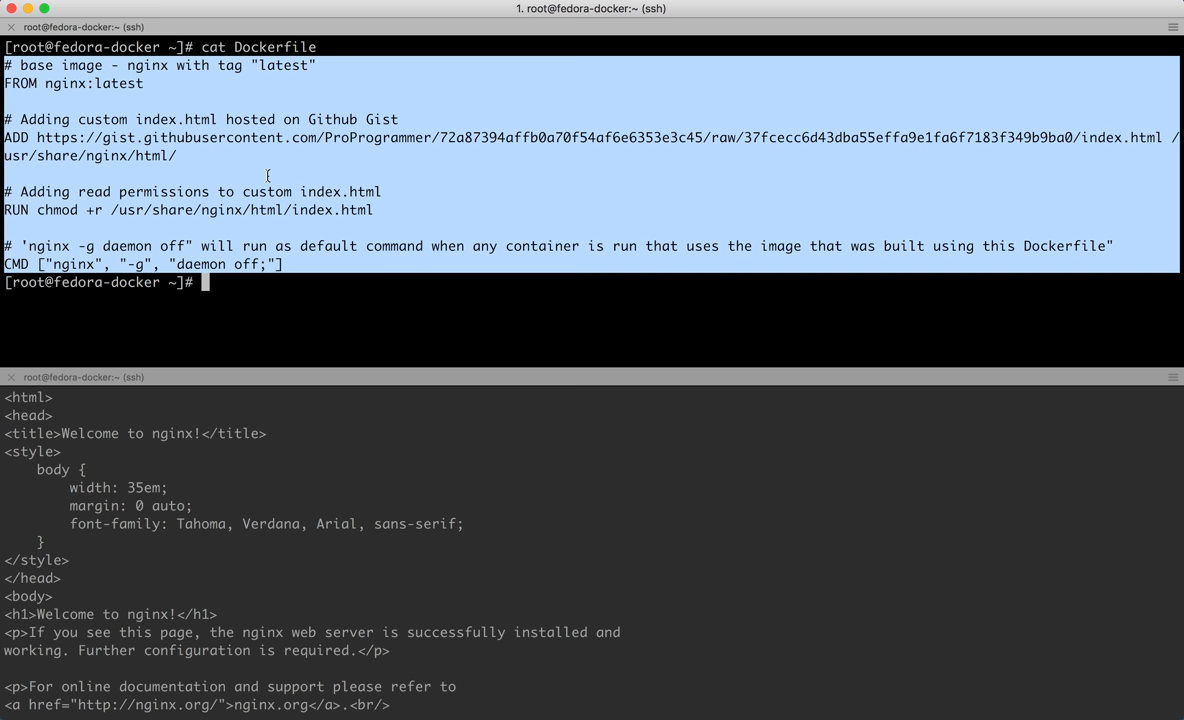 1. root@fedora-docker:~ (ssh)
root@fedora-docker:~ (ssh)
[root@fedora-docker ~]# cat Dockerfile
# base image - nginx with tag "latest"
FROM nginx:latest
# Adding custom index.html hosted on Github Gist
ADD https://gist.githubusercontent.com/ProProgrammer/72a87394affb0a70f54af6e6353e3c45/raw/37fcecc6d43dba55effa9e1fa6f7183f349b9ba0/index.html /
usr/share/nginx/html/
# Adding read permissions to custom index.html
RUN chmod +r /usr/share/nginx/html/index.html
# 'nginx -g daemon off" will run as default command when any container is run that uses the image that was built using this Dockerfile"
CMD ["nginx", "-g", "daemon off;"]
[root@fedora-docker ~]#
root@fedora-docker:~ (ssh)
<html>
<head>
<title>Welcome to nginx!</title>
<style>
    body {
        width: 35em;
        margin: 0 auto;
        font-family: Tahoma, Verdana, Arial, sans-serif;
    }
</style>
</head>
<body>
<h1>Welcome to nginx!</h1>
<p>If you see this page, the nginx web server is successfully installed and
working. Further configuration is required.</p>
<p>For online documentation and support please refer to
<a href="http://nginx.org/">nginx.org</a>.<br/>